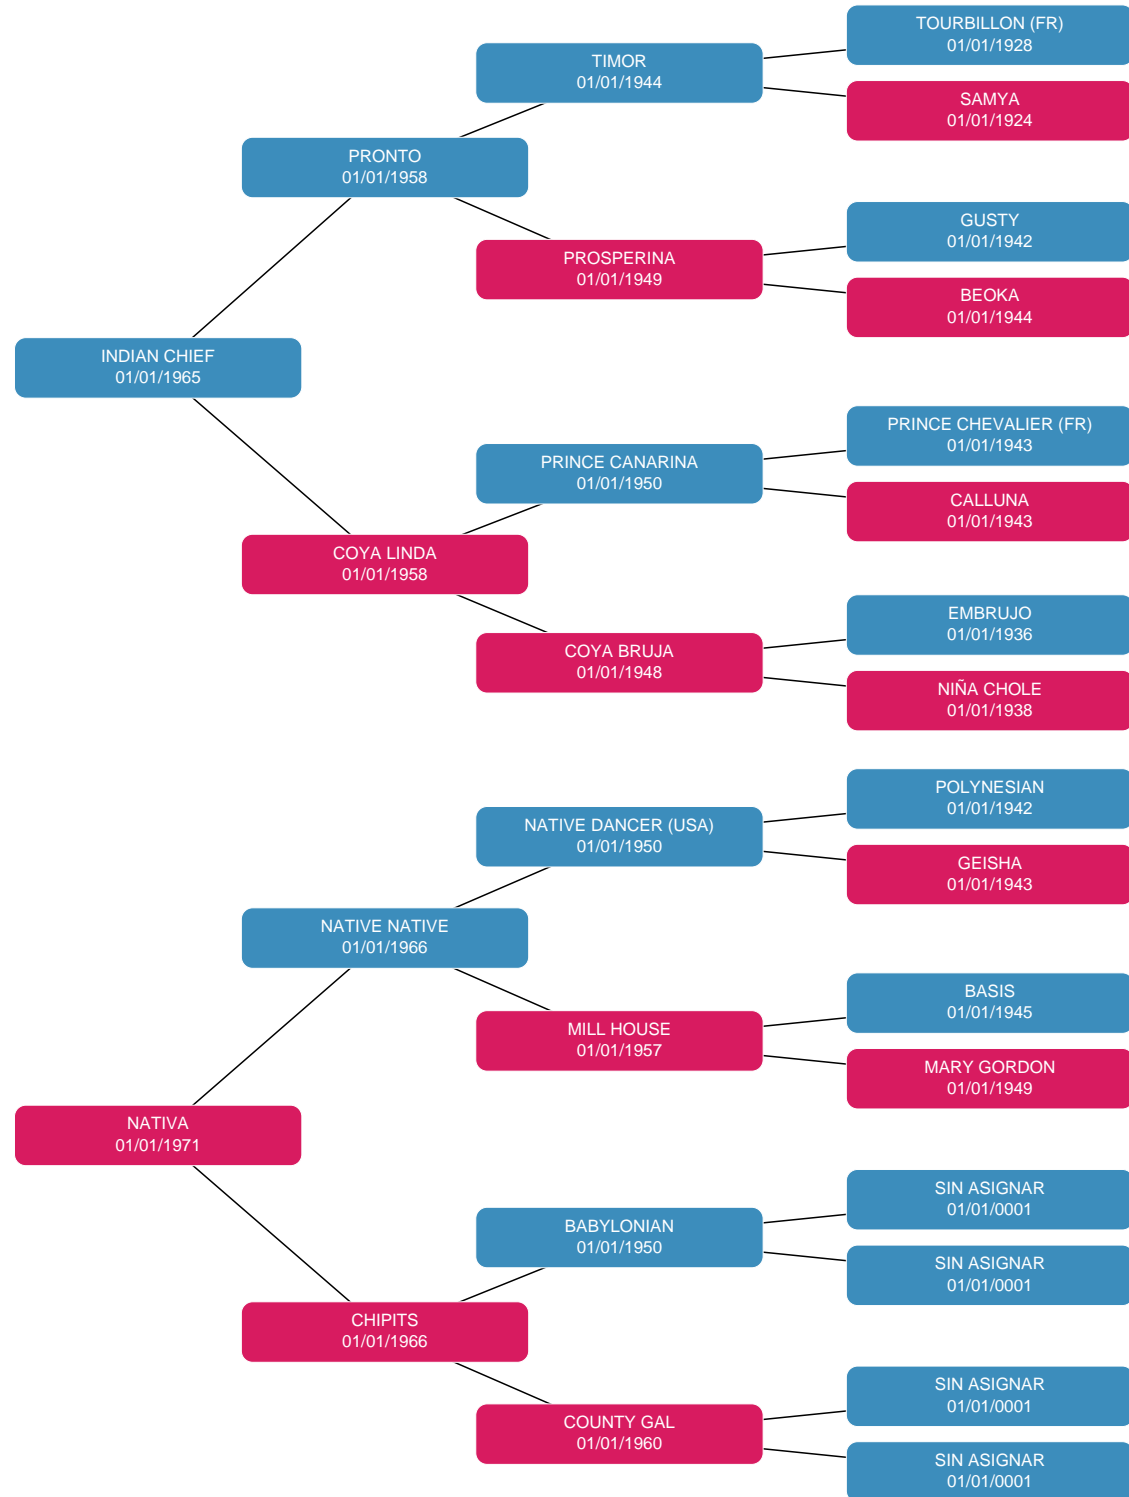 TOURBILLON (FR)
01/01/1928
TIMOR
01/01/1944
SAMYA
01/01/1924
PRONTO
01/01/1958
GUSTY
01/01/1942
PROSPERINA
01/01/1949
BEOKA
01/01/1944
INDIAN CHIEF
01/01/1965
PRINCE CHEVALIER (FR)
01/01/1943
PRINCE CANARINA
01/01/1950
CALLUNA
01/01/1943
COYA LINDA
01/01/1958
EMBRUJO
01/01/1936
COYA BRUJA
01/01/1948
NIÑA CHOLE
01/01/1938
POLYNESIAN
01/01/1942
NATIVE DANCER (USA)
01/01/1950
GEISHA
01/01/1943
NATIVE NATIVE
01/01/1966
BASIS
01/01/1945
MILL HOUSE
01/01/1957
MARY GORDON
01/01/1949
NATIVA
01/01/1971
SIN ASIGNAR
01/01/0001
BABYLONIAN
01/01/1950
SIN ASIGNAR
01/01/0001
CHIPITS
01/01/1966
SIN ASIGNAR
01/01/0001
COUNTY GAL
01/01/1960
SIN ASIGNAR
01/01/0001